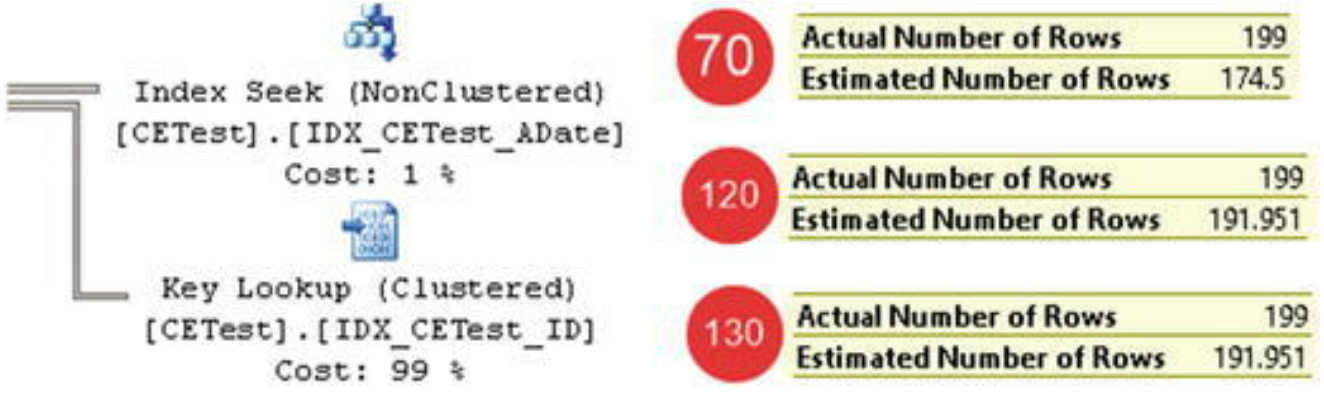 Index Seek (NonClustered)
[CETest].[IDX_CETest_ADate]
Cost: 1 %
Key Lookup (Clustered)
[CETest].[IDX_CETest_ID]
Cost: 99 %
70
Actual Number of Rows 199
Estimated Number of Rows 174.5
120
Actual Number of Rows 199
Estimated Number of Rows 191.951
130
Actual Number of Rows 199
Estimated Number of Rows 191.951